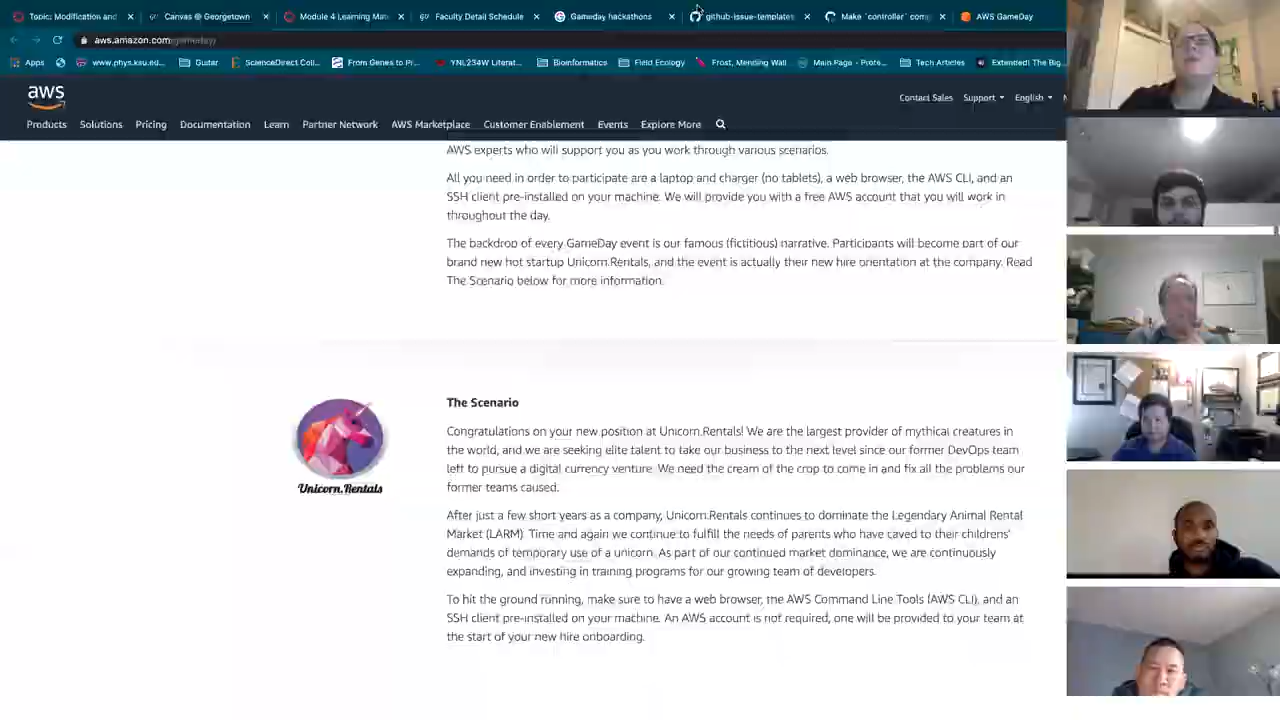 Topic: Modification and
Canvas @ Georgetown
Module 4 Learning Mat
Faculty Detail Schedule
Gameday hackathons
github-issue-templates
Make `controller` comp
AWS GameDay
aws.amazon.com/gameday/
Apps
www.phys.ksu.ed...
Guitar
ScienceDirect Coll...
From Genes to Pr...
YNL234W Literat...
Bioinformatics
Field Ecology
Frost, Mending Wall
Main Page - Prote...
Tech Articles
Extended! The Big
aws
Contact Sales
Support
English
Products
Solutions
Pricing
Documentation
Learn
Partner Network
AWS Marketplace
Customer Enablement
Events
Explore More
AWS experts who will support you as you work through various scenarios.
All you need in order to participate are a laptop and charger (no tablets), a web browser, the AWS CLI, and an
SSH client pre-installed on your machine. We will provide you with a free AWS account that you will work in
throughout the day.
The backdrop of every GameDay event is our famous (fictitious) narrative. Participants will become part of our
brand new hot startup Unicorn.Rentals, and the event is actually their new hire orientation at the company. Read
The Scenario below for more information.
The Scenario
Congratulations on your new position at Unicorn.Rentals! We are the largest provider of mythical creatures in
the world, and we are seeking elite talent to take our business to the next level since our former DevOps team
left to pursue a digital currency venture. We need the cream of the crop to come in and fix all the problems our
former teams caused.
Unicorn.Rentals
After just a few short years as a company, Unicorn.Rentals continues to dominate the Legendary Animal Rental
Market (LARM). Time and again we continue to fulfill the needs of parents who have caved to their childrens'
demands of temporary use of a unicorn. As part of our continued market dominance, we are continuously
expanding, and investing in training programs for our growing team of developers.
To hit the ground running, make sure to have a web browser, the AWS Command Line Tools (AWS CLI), and an
SSH client pre-installed on your machine. An AWS account is not required, one will be provided to your team at
the start of your new hire onboarding.